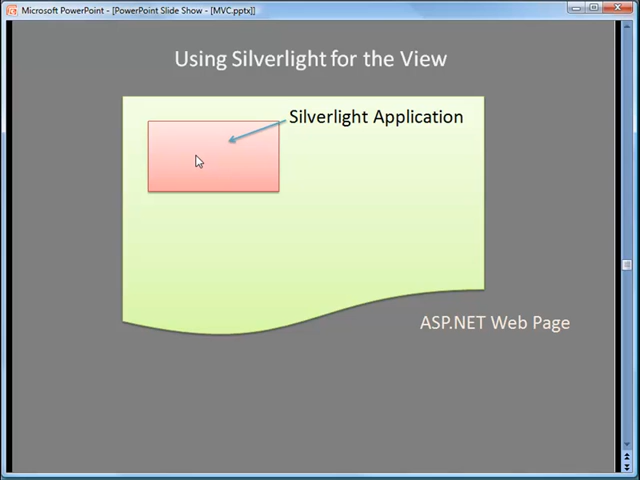 Microsoft PowerPoint - [PowerPoint Slide Show - [MVC.pptx]]
Using Silverlight for the View
Silverlight Application
ASP.NET Web Page